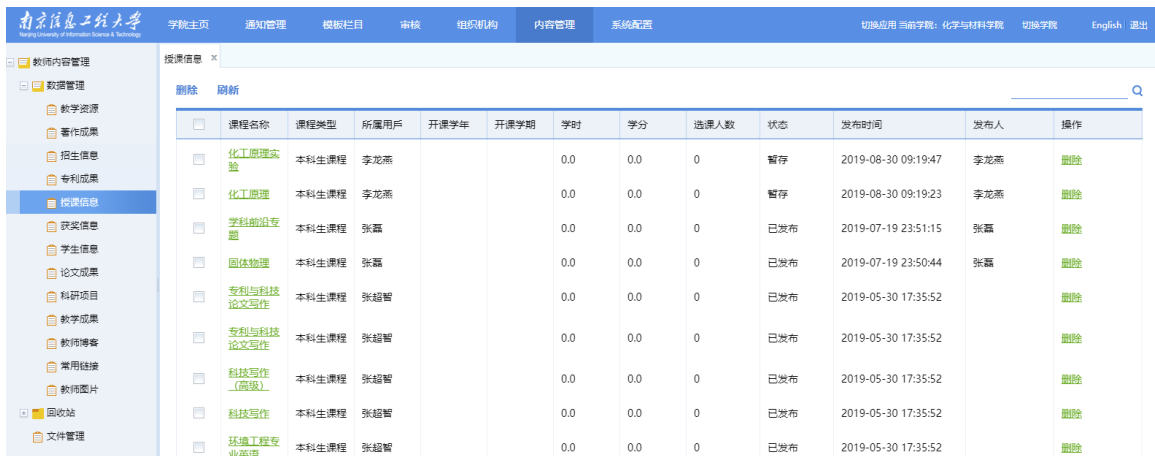 南京信息工程大学
Nanjing University of Information Science & Technology
学院主页 通知管理 模板栏目 审核 组织机构 内容管理 系统配置 切换应用 当前学院：化学与材料学院 切换学院 English 退出
教师内容管理
数据管理
教学资源
著作成果
招生信息
专利成果
授课信息
获奖信息
学生信息
论文成果
科研项目
教学成果
教师博客
常用链接
教师图片
回收站
文件管理
授课信息 ×
删除 刷新
课程名称 课程类型 所属用戶 开课学年 开课学期 学时 学分 选课人数 状态 发布时间 发布人 操作
化工原理实
验 本科生课程 李龙燕 0.0 0.0 0 暂存 2019-08-30 09:19:47 李龙燕 删除
化工原理 本科生课程 李龙燕 0.0 0.0 0 暂存 2019-08-30 09:19:23 李龙燕 删除
学科前沿专
题 本科生课程 张磊 0.0 0.0 0 已发布 2019-07-19 23:51:15 张磊 删除
固体物理 本科生课程 张磊 0.0 0.0 0 已发布 2019-07-19 23:50:44 张磊 删除
专利与科技
论文写作 本科生课程 张超智 0.0 0.0 0 已发布 2019-05-30 17:35:52 删除
专利与科技
论文写作 本科生课程 张超智 0.0 0.0 0 已发布 2019-05-30 17:35:52 删除
科技写作
（高级） 本科生课程 张超智 0.0 0.0 0 已发布 2019-05-30 17:35:52 删除
科技写作 本科生课程 张超智 0.0 0.0 0 已发布 2019-05-30 17:35:52 删除
环境工程专
业英语 本科生课程 张超智 0.0 0.0 0 已发布 2019-05-30 17:35:52 删除